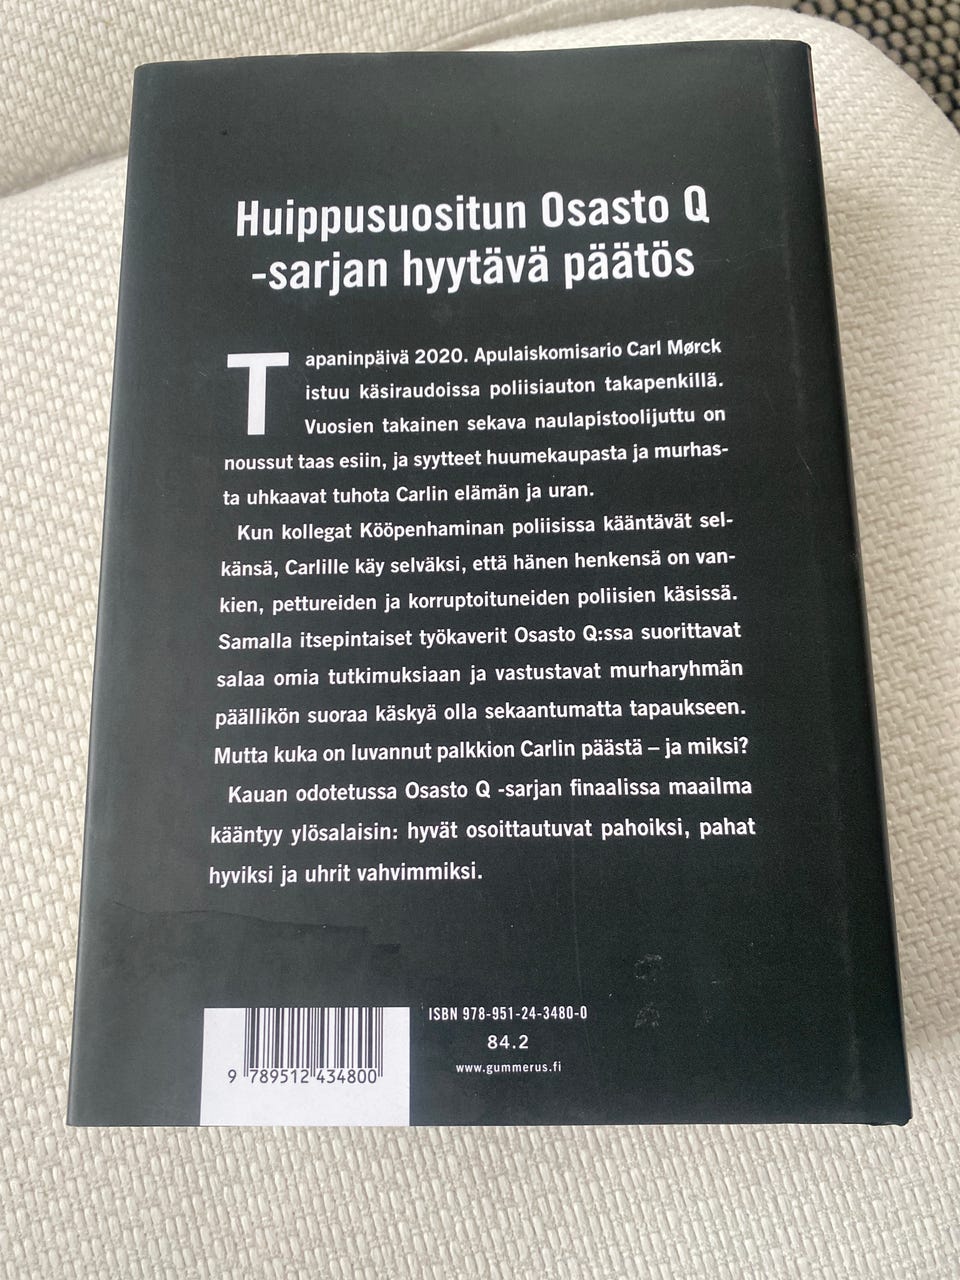 Huippusuositun Osasto Q
-sarjan hyytävä päätös
Tapaninpäivä 2020. Apulaiskomisario Carl Mørck
istuu käsiraudoissa poliisiauton takapenkillä.
Vuosien takainen sekava naulapistoolijuttu on
noussut taas esiin, ja syytteet huumekaupasta ja murhas-
ta uhkaavat tuhota Carlin elämän ja uran.
Kun kollegat Kööpenhaminan poliisissa kääntävät sel-
känsä, Carlille käy selväksi, että hänen henkensä on van-
kien, pettureiden ja korruptoituneiden poliisien käsissä.
Samalla itsepintaiset työkaverit Osasto Q:ssa suorittavat
salaa omia tutkimuksiaan ja vastustavat murharyhmän
päällikön suoraa käskyä olla sekaantumatta tapaukseen.
Mutta kuka on luvannut palkkion Carlin päästä – ja miksi?
Kauan odotetussa Osasto Q -sarjan finaalissa maailma
kääntyy ylösalaisin: hyvät osoittautuvat pahoiksi, pahat
hyviksi ja uhrit vahvimmiksi.
ISBN 978-951-24-3480-0
84.2
www.gummerus.fi
9 789512 434800